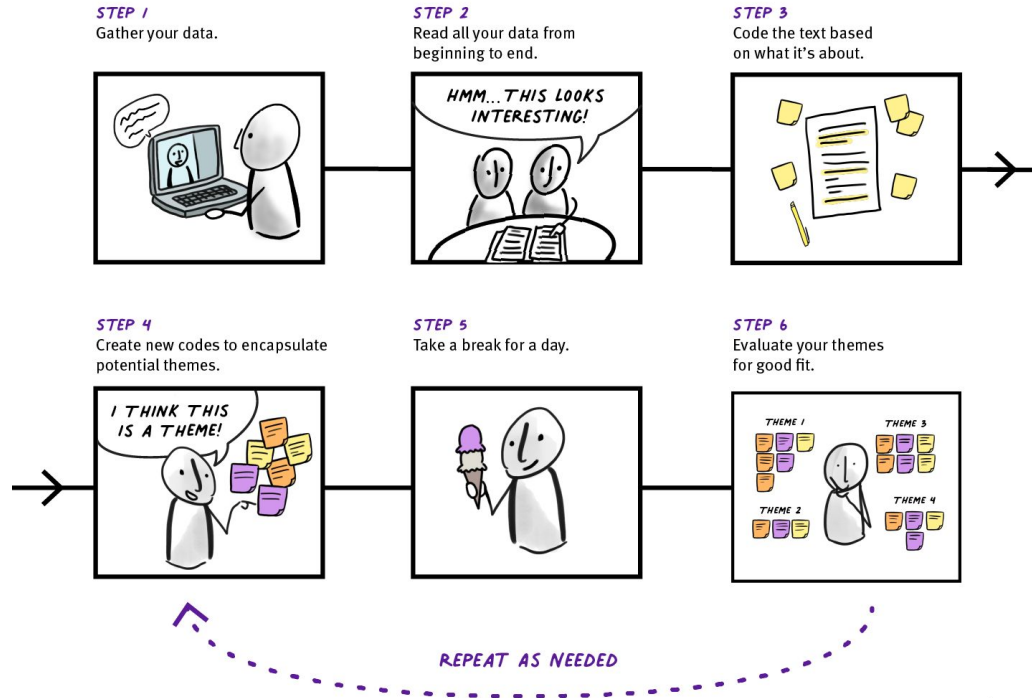 STEP 1
Gather your data.
STEP 2
Read all your data from
beginning to end.
STEP 3
Code the text based
on what it's about.
HMM... THIS LOOKS
INTERESTING!
STEP 4
Create new codes to encapsulate
potential themes.
STEP 5
Take a break for a day.
STEP 6
Evaluate your themes
for good fit.
I THINK THIS
IS A THEME!
THEME 1
THEME 3
THEME 2
THEME 4
REPEAT AS NEEDED